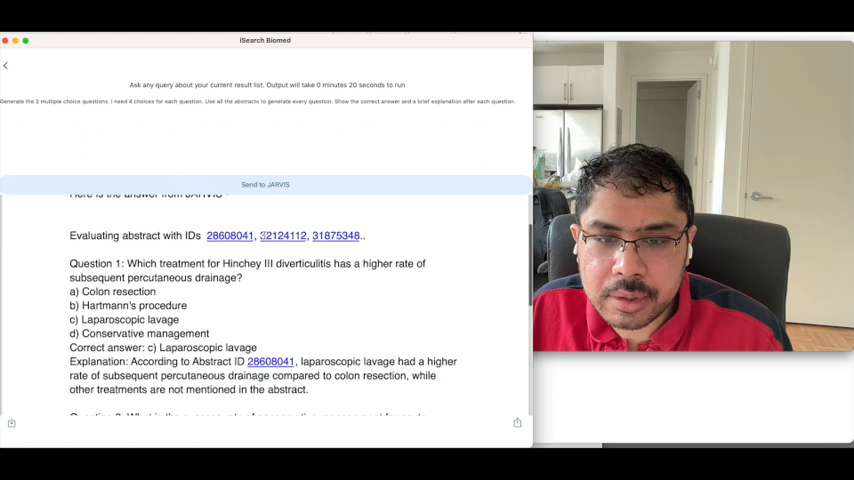 iSearch Biomed
Ask any query about your current result list. Output will take 0 minutes 20 seconds to run
Generate the 2 multiple choice questions. I need 4 choices for each question. Use all the abstracts to generate every question. Show the correct answer and a brief explanation after each question.
Send to JARVIS
Here is the answer from JARVIS
Evaluating abstract with IDs 28608041, 32124112, 31875348..
Question 1: Which treatment for Hinchey III diverticulitis has a higher rate of
subsequent percutaneous drainage?
a) Colon resection
b) Hartmann's procedure
c) Laparoscopic lavage
d) Conservative management
Correct answer: c) Laparoscopic lavage
Explanation: According to Abstract ID 28608041, laparoscopic lavage had a higher
rate of subsequent percutaneous drainage compared to colon resection, while
other treatments are not mentioned in the abstract.